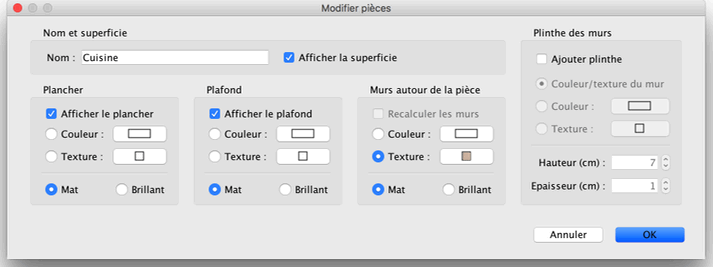 Modifier pièces
Nom et superficie
Nom : Cuisine
Afficher la superficie
Plancher
Afficher le plancher
Couleur :
Texture :
Mat Brillant
Plafond
Afficher le plafond
Couleur :
Texture :
Mat Brillant
Murs autour de la pièce
Recalculer les murs
Couleur :
Texture :
Mat Brillant
Plinthe des murs
Ajouter plinthe
Couleur/texture du mur
Couleur :
Texture :
Hauteur (cm) : 7
Epaisseur (cm) : 1
Annuler OK